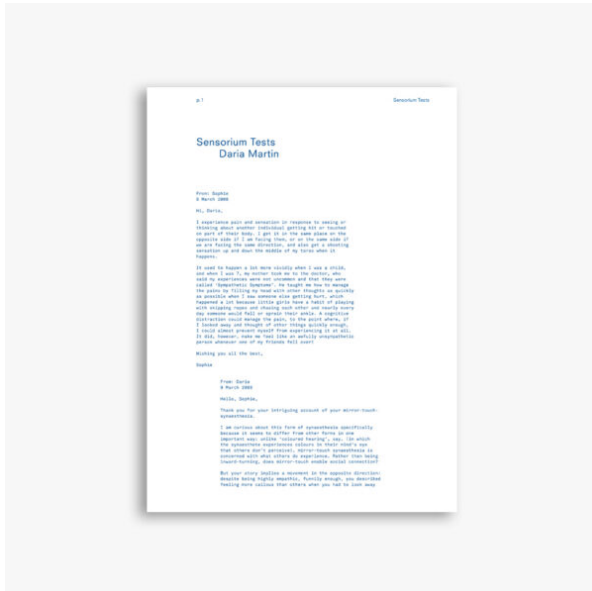 p.1
Sensorium Tests
Sensorium Tests
Daria Martin
From: Sophie
8 March 2008
Hi, Daria,
I experience pain and sensation in response to seeing or
thinking about another individual getting hit or touched
on part of their body. I get it in the same place or the
opposite side if I am facing them, or on the same side if
we are facing the same direction, and also get a shooting
sensation up and down the middle of my torso when it
happens.
It used to happen a lot more vividly when I was a child,
and when I was 7, my mother took me to the doctor, who
said my experiences were not uncommon and that they were
called 'Sympathetic Symptoms'. He taught me how to manage
the pains by filling my head with other thoughts as quickly
as possible when I saw someone else getting hurt, which
happened a lot because little girls have a habit of playing
with skipping ropes and chasing each other and nearly every
day someone would fall or sprain their ankle. A cognitive
distraction could manage the pain, to the point where, if
I looked away and thought of other things quickly enough,
I could almost prevent myself from experiencing it at all.
It did, however, make me feel like an awfully unsympathetic
person whenever one of my friends fell over!
Wishing you all the best,
Sophie
From: Daria
8 March 2008
Hello, Sophie,
Thank you for your intriguing account of your mirror-touch
synaesthesia.
I am curious about this form of synaesthesia specifically
because it seems to differ from other forms in one
important way: unlike 'coloured hearing', say, (in which
the synaesthete experiences colours in their mind's eye
that others don't perceive), mirror-touch synaesthesia is
concerned with what others do experience. Rather than being
inward-turning, does mirror-touch enable social connection?
But your story implies a movement in the opposite direction:
despite being highly empathic, funnily enough, you described
feeling more callous than others when you had to look away